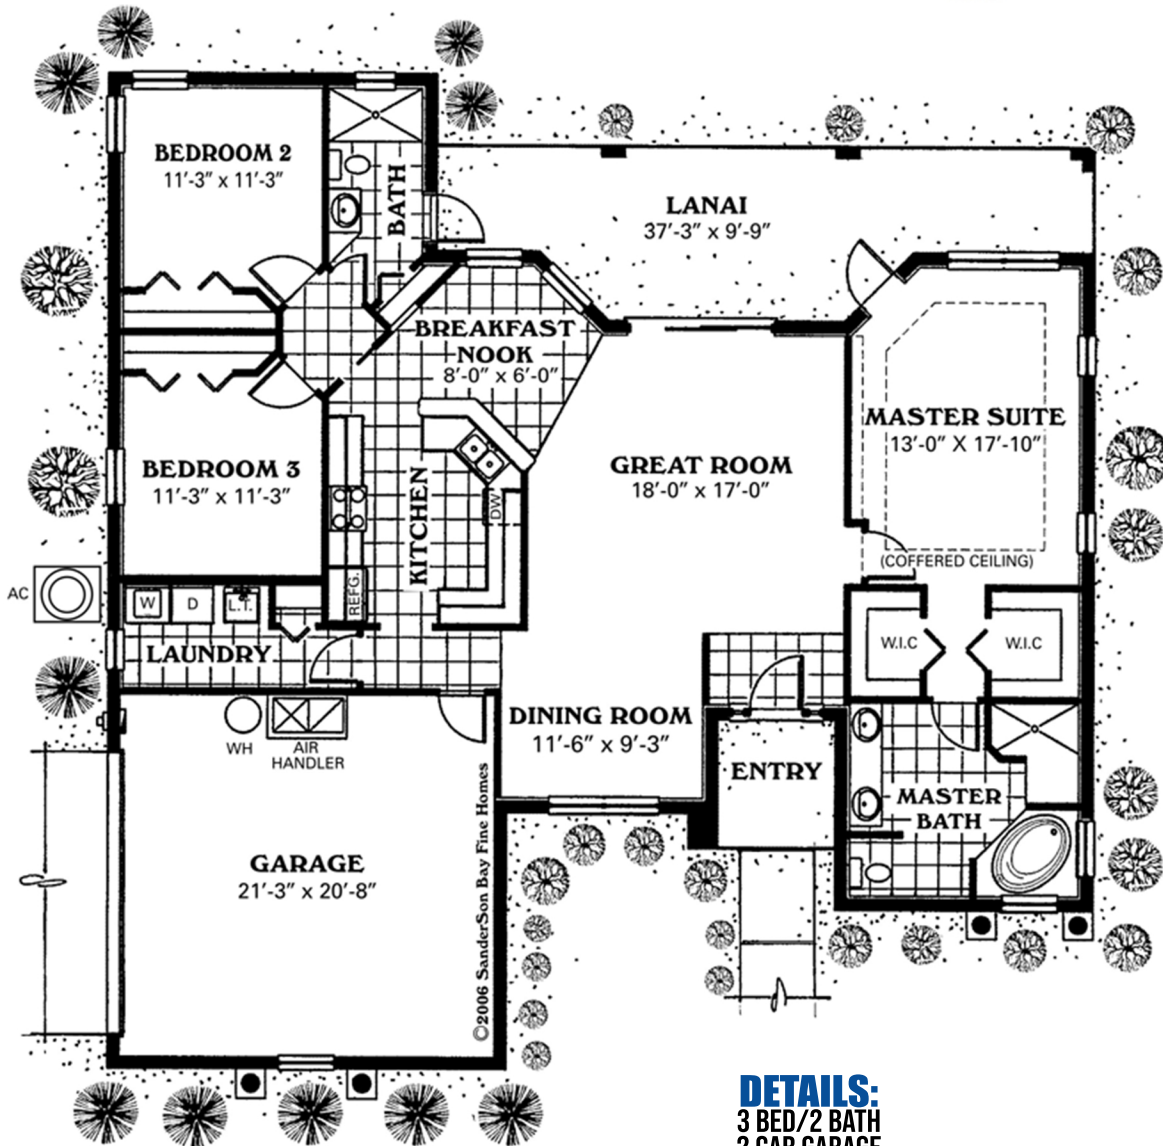 BEDROOM 2
11'-3" x 11'-3"
BATH
LANAI
37'-3" x 9'-9"
BREAKFAST
NOOK
8'-0" x 6'-0"
MASTER SUITE
13'-0" X 17'-10"
(COFFERED CEILING)
BEDROOM 3
11'-3" x 11'-3"
KITCHEN
DW
REFG.
GREAT ROOM
18'-0" x 17'-0"
AC
W
D
L.T.
LAUNDRY
W.I.C
W.I.C
WH
AIR
HANDLER
DINING ROOM
11'-6" x 9'-3"
ENTRY
MASTER
BATH
GARAGE
21'-3" x 20'-8"
©2006 SanderSon Bay Fine Homes
DETAILS:
3 BED/2 BATH
2 CAR GARAGE